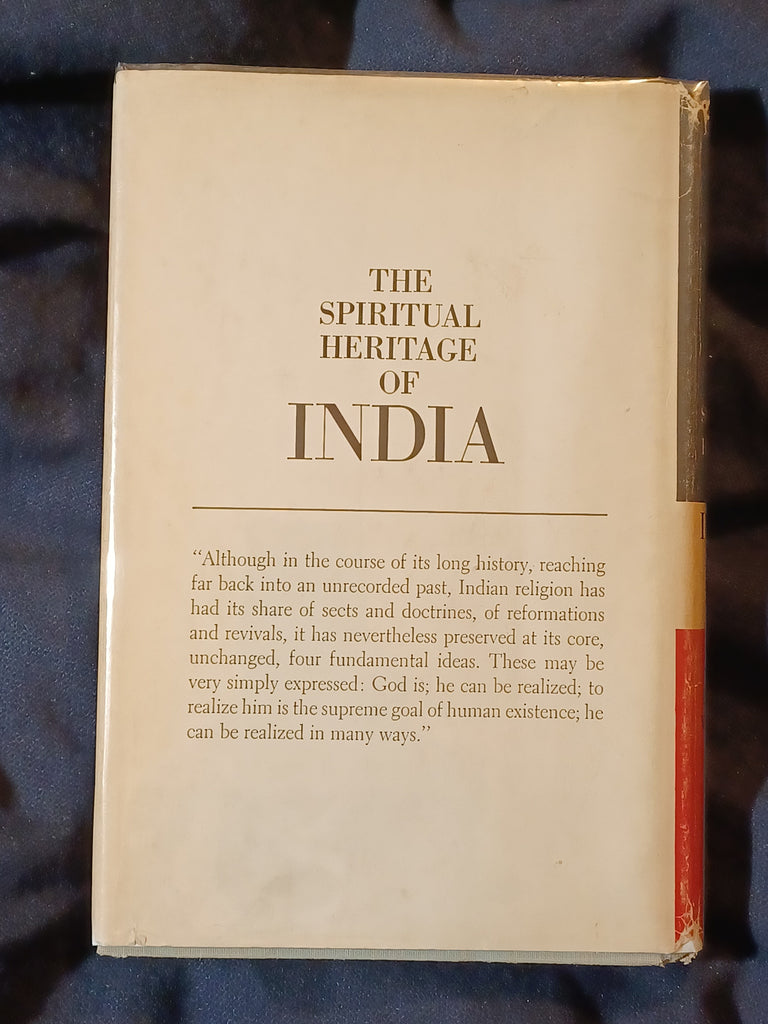 THE
SPIRITUAL
HERITAGE
OF
INDIA
“Although in the course of its long history, reaching
far back into an unrecorded past, Indian religion has
had its share of sects and doctrines, of reformations
and revivals, it has nevertheless preserved at its core,
unchanged, four fundamental ideas. These may be
very simply expressed: God is; he can be realized; to
realize him is the supreme goal of human existence; he
can be realized in many ways.”